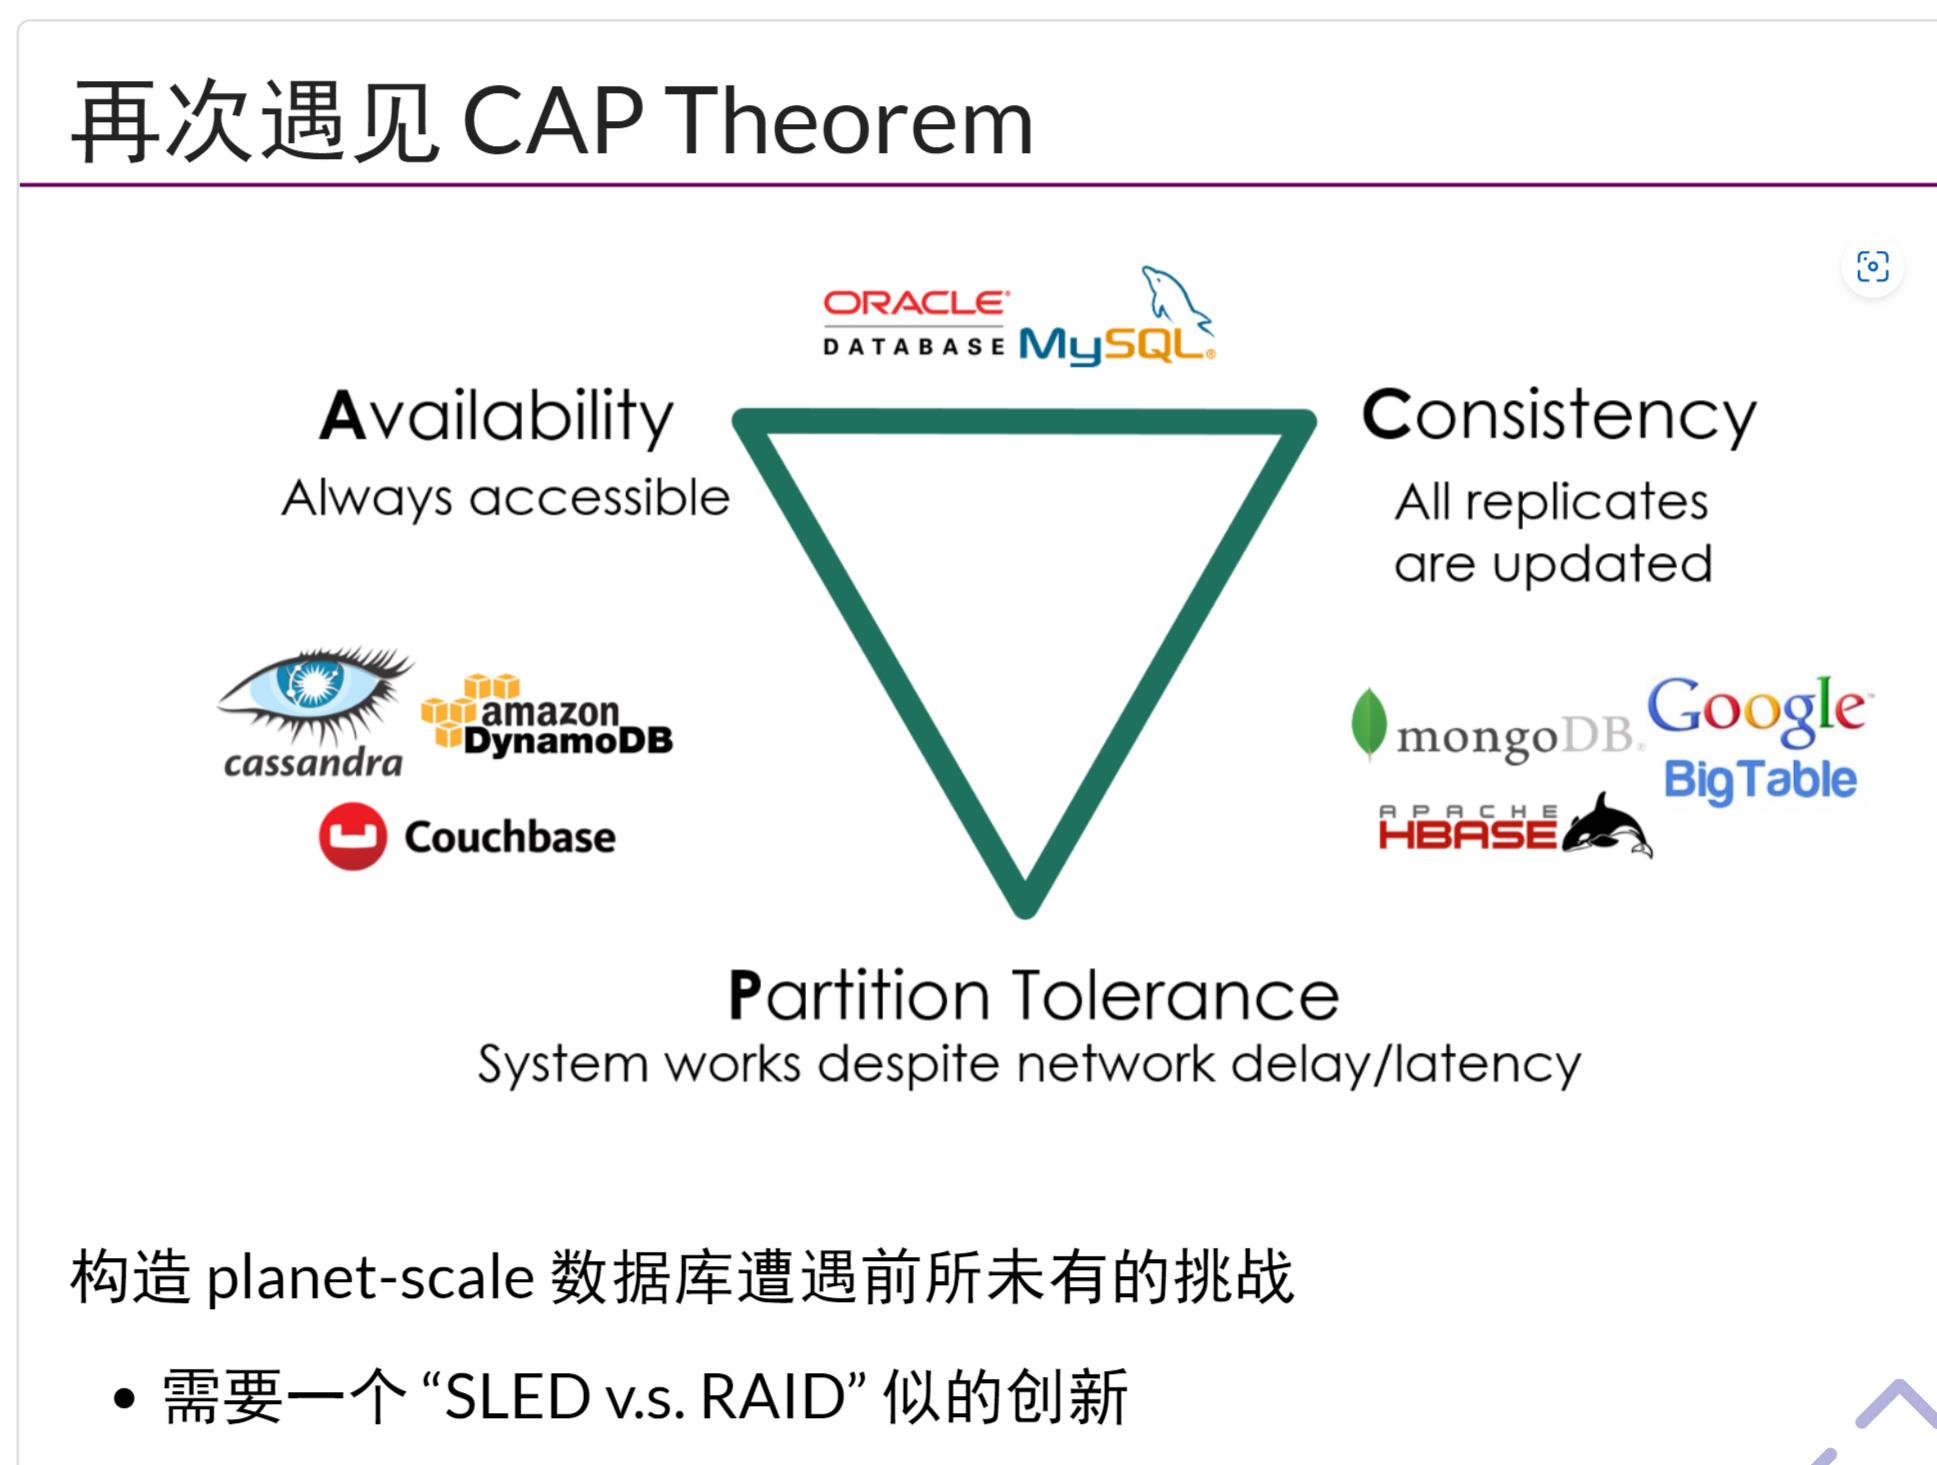 再次遇见 CAP Theorem
ORACLE
DATABASE
MySQL®
Availability
Always accessible
Consistency
All replicates
are updated
cassandra
amazon
DynamoDB
Couchbase
mongoDB®
Google™
BigTable
APACHE
HBASE
Partition Tolerance
System works despite network delay/latency
构造 planet-scale 数据库遭遇前所未有的挑战
• 需要一个 “SLED v.s. RAID” 似的创新